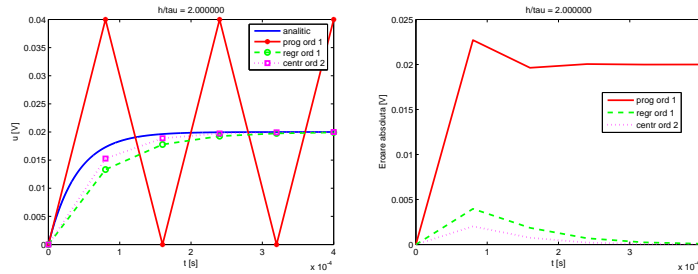 h/tau = 2.000000
0.04
0.035
0.03
0.025
0.02
0.015
0.01
0.005
0
u [V]
analitic
prog ord 1
regr ord 1
centr ord 2
0
1
2
3
4
t [s]
x 10^-4
h/tau = 2.000000
0.025
0.02
0.015
0.01
0.005
0
Eroare absoluta [V]
prog ord 1
regr ord 1
centr ord 2
0
1
2
3
t [s]
x 10^-4